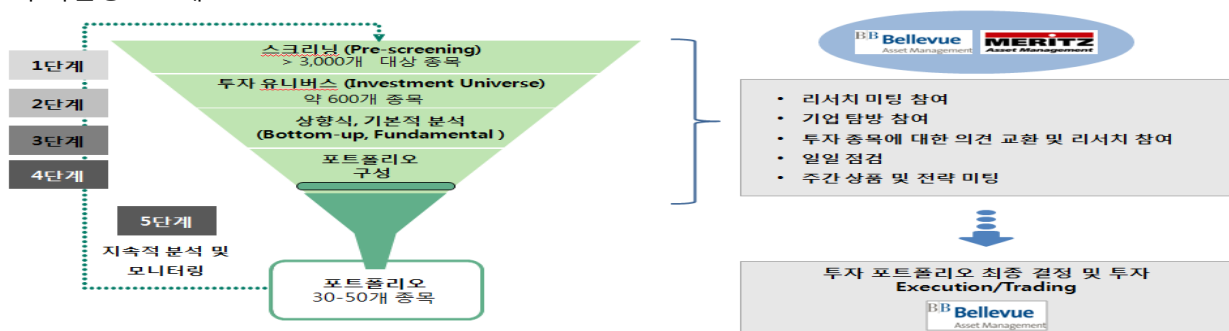 1단계
2단계
3단계
4단계
5단계
지속적 분석 및
모니터링
스크리닝 (Pre-screening)
> 3,000개 대상 종목
투자 유니버스 (Investment Universe)
약 600개 종목
상향식, 기본적 분석
(Bottom-up, Fundamental )
포트폴리오
구성
포트폴리오
30-50개 종목
BB Bellevue
Asset Management
MERITZ
Asset Management
• 리서치 미팅 참여
• 기업 탐방 참여
• 투자 종목에 대한 의견 교환 및 리서치 참여
• 일일 점검
• 주간 상품 및 전략 미팅
투자 포트폴리오 최종 결정 및 투자
Execution/Trading
BB Bellevue
Asset Management